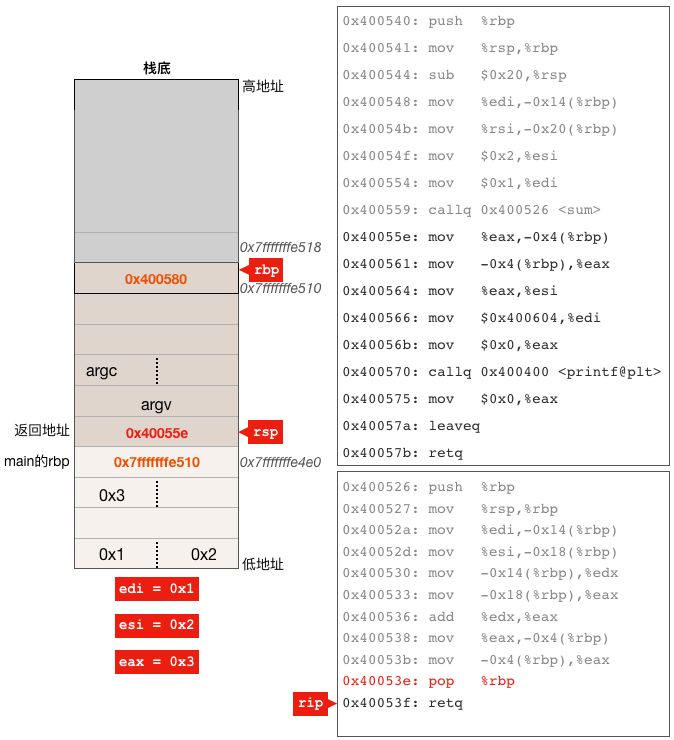 栈底
高地址
0x7fffffffe518
rbp
0x400580
0x7fffffffe510
argc
argv
返回地址
0x40055e
rsp
main的rbp
0x7fffffffe510
0x7fffffffe4e0
0x3
0x1
0x2
低地址
edi = 0x1
esi = 0x2
eax = 0x3
0x400540: push %rbp
0x400541: mov %rsp,%rbp
0x400544: sub $0x20,%rsp
0x400548: mov %edi,-0x14(%rbp)
0x40054b: mov %rsi,-0x20(%rbp)
0x40054f: mov $0x2,%esi
0x400554: mov $0x1,%edi
0x400559: callq 0x400526 <sum>
0x40055e: mov %eax,-0x4(%rbp)
0x400561: mov -0x4(%rbp),%eax
0x400564: mov %eax,%esi
0x400566: mov $0x400604,%edi
0x40056b: mov $0x0,%eax
0x400570: callq 0x400400 <printf@plt>
0x400575: mov $0x0,%eax
0x40057a: leaveq
0x40057b: retq
0x400526: push %rbp
0x400527: mov %rsp,%rbp
0x40052a: mov %edi,-0x14(%rbp)
0x40052d: mov %esi,-0x18(%rbp)
0x400530: mov -0x14(%rbp),%edx
0x400533: mov -0x18(%rbp),%eax
0x400536: add %edx,%eax
0x400538: mov %eax,-0x4(%rbp)
0x40053b: mov -0x4(%rbp),%eax
0x40053e: pop %rbp
rip
0x40053f: retq